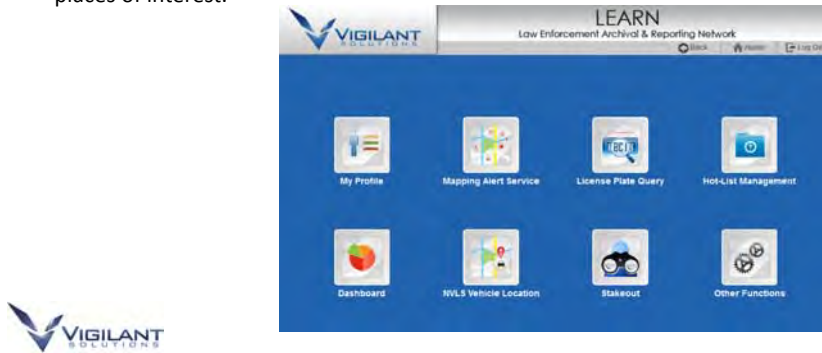 places of interest.
VIGILANT
SOLUTIONS
LEARN
Law Enforcement Archival & Reporting Network
Back Home Log Out
My Profile Mapping Alert Service License Plate Query Hot-List Management
Dashboard NVLS Vehicle Location Stakeout Other Functions
VIGILANT
SOLUTIONS